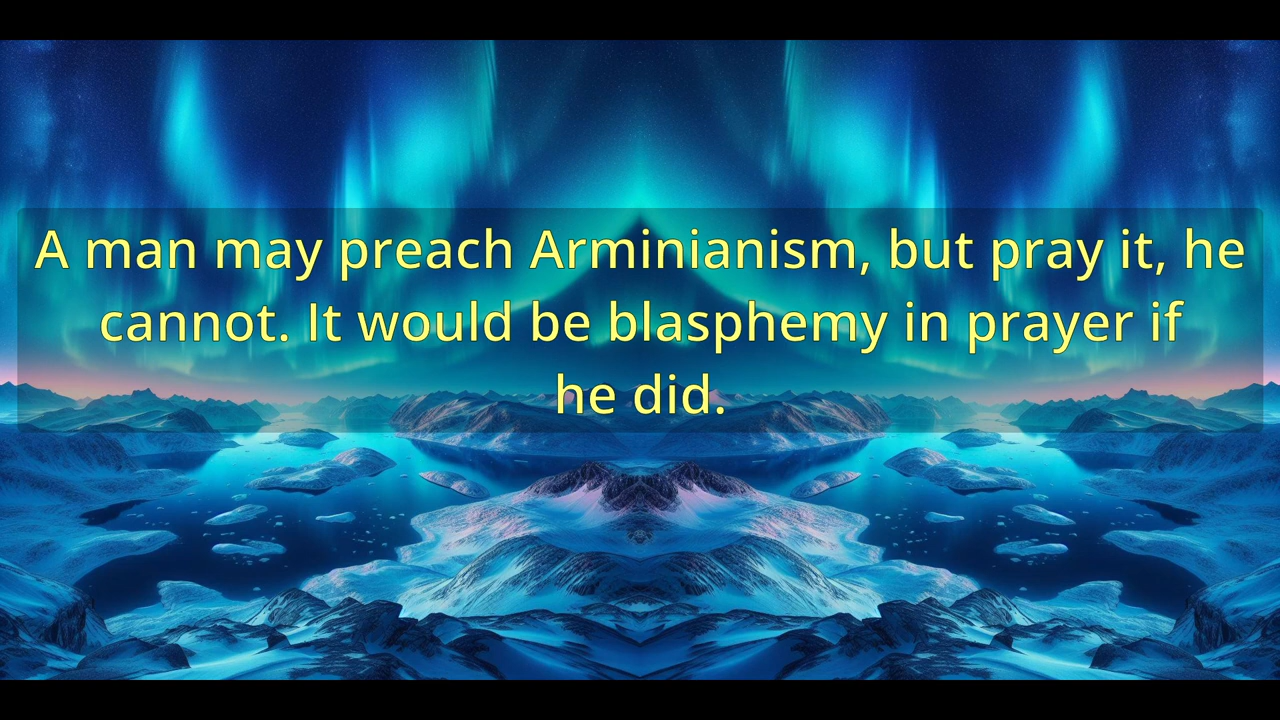 A man may preach Arminianism, but pray it, he
cannot. It would be blasphemy in prayer if
he did.